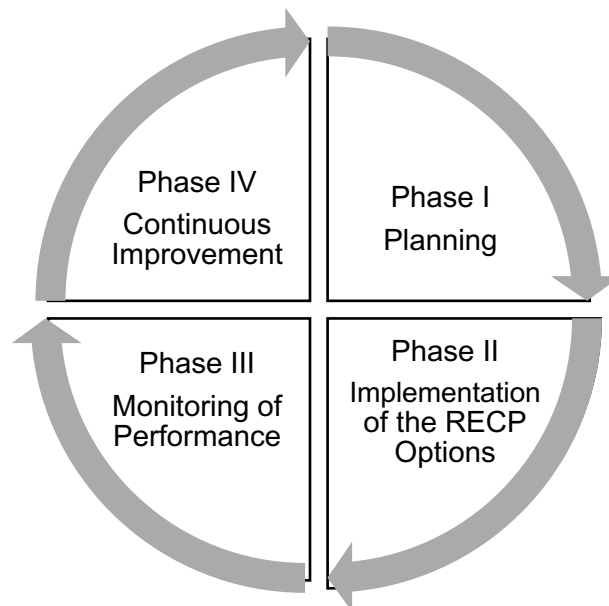 Phase IV
Continuous
Improvement
Phase I
Planning
Phase III
Monitoring of
Performance
Phase II
Implementation
of the RECP
Options